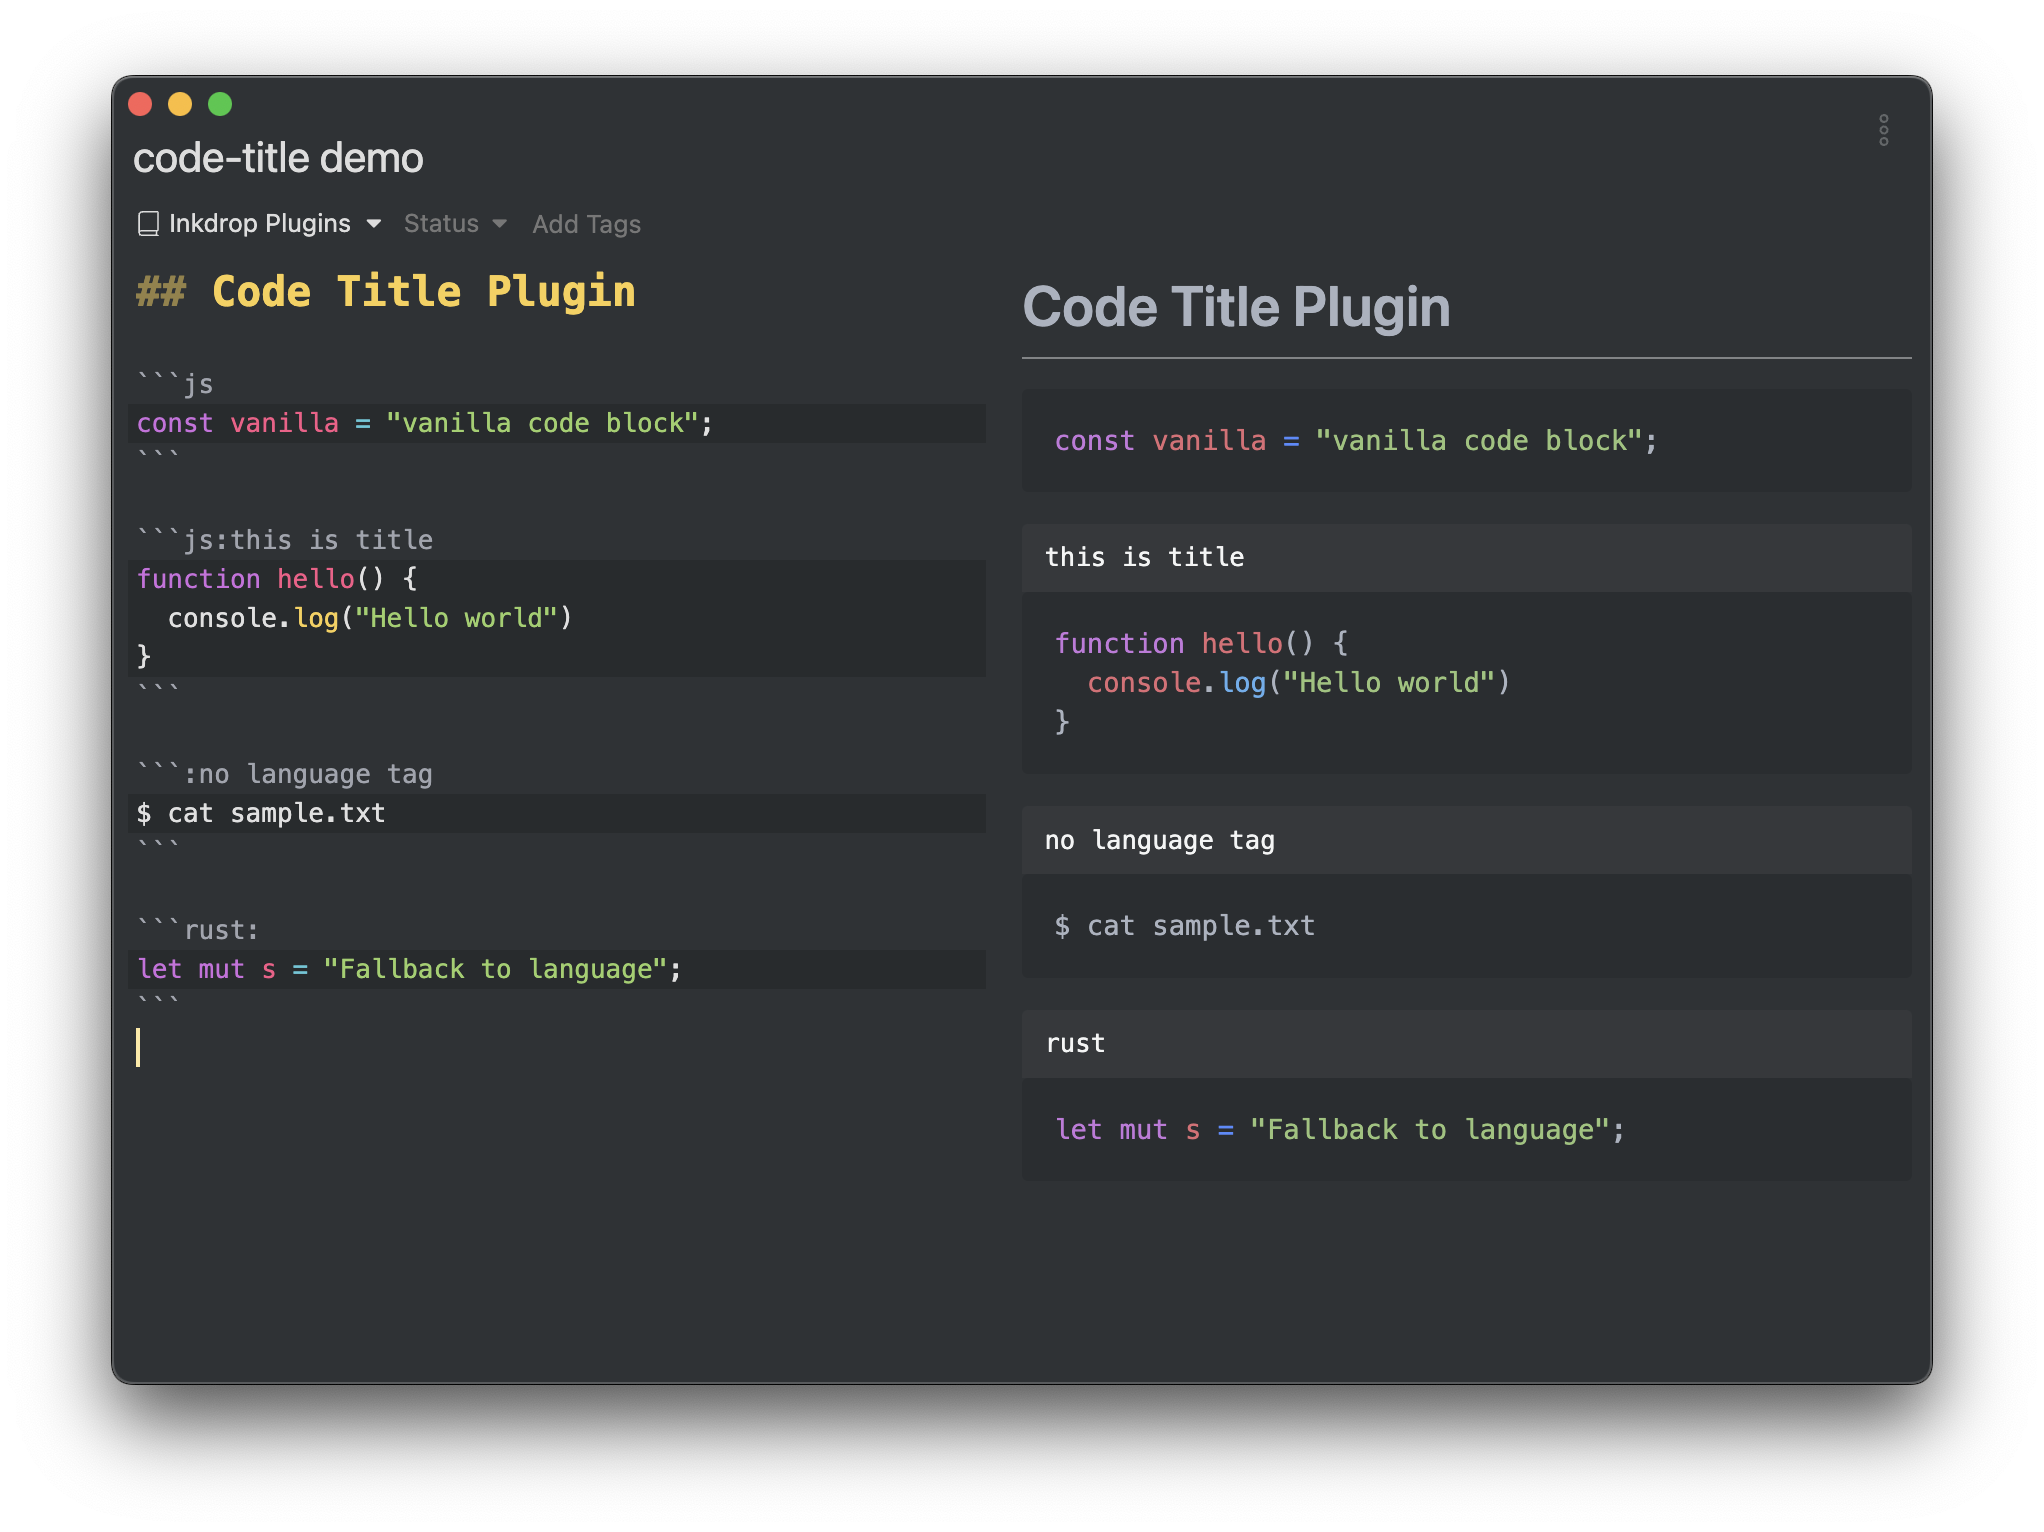 code-title demo
Inkdrop Plugins Status Add Tags
## Code Title Plugin
```js
const vanilla = "vanilla code block";
```
```js:this is title
function hello() {
  console.log("Hello world")
}
```
```:no language tag
$ cat sample.txt
```
```rust:
let mut s = "Fallback to language";
```
Code Title Plugin
const vanilla = "vanilla code block";
this is title
function hello() {
  console.log("Hello world")
}
no language tag
$ cat sample.txt
rust
let mut s = "Fallback to language";